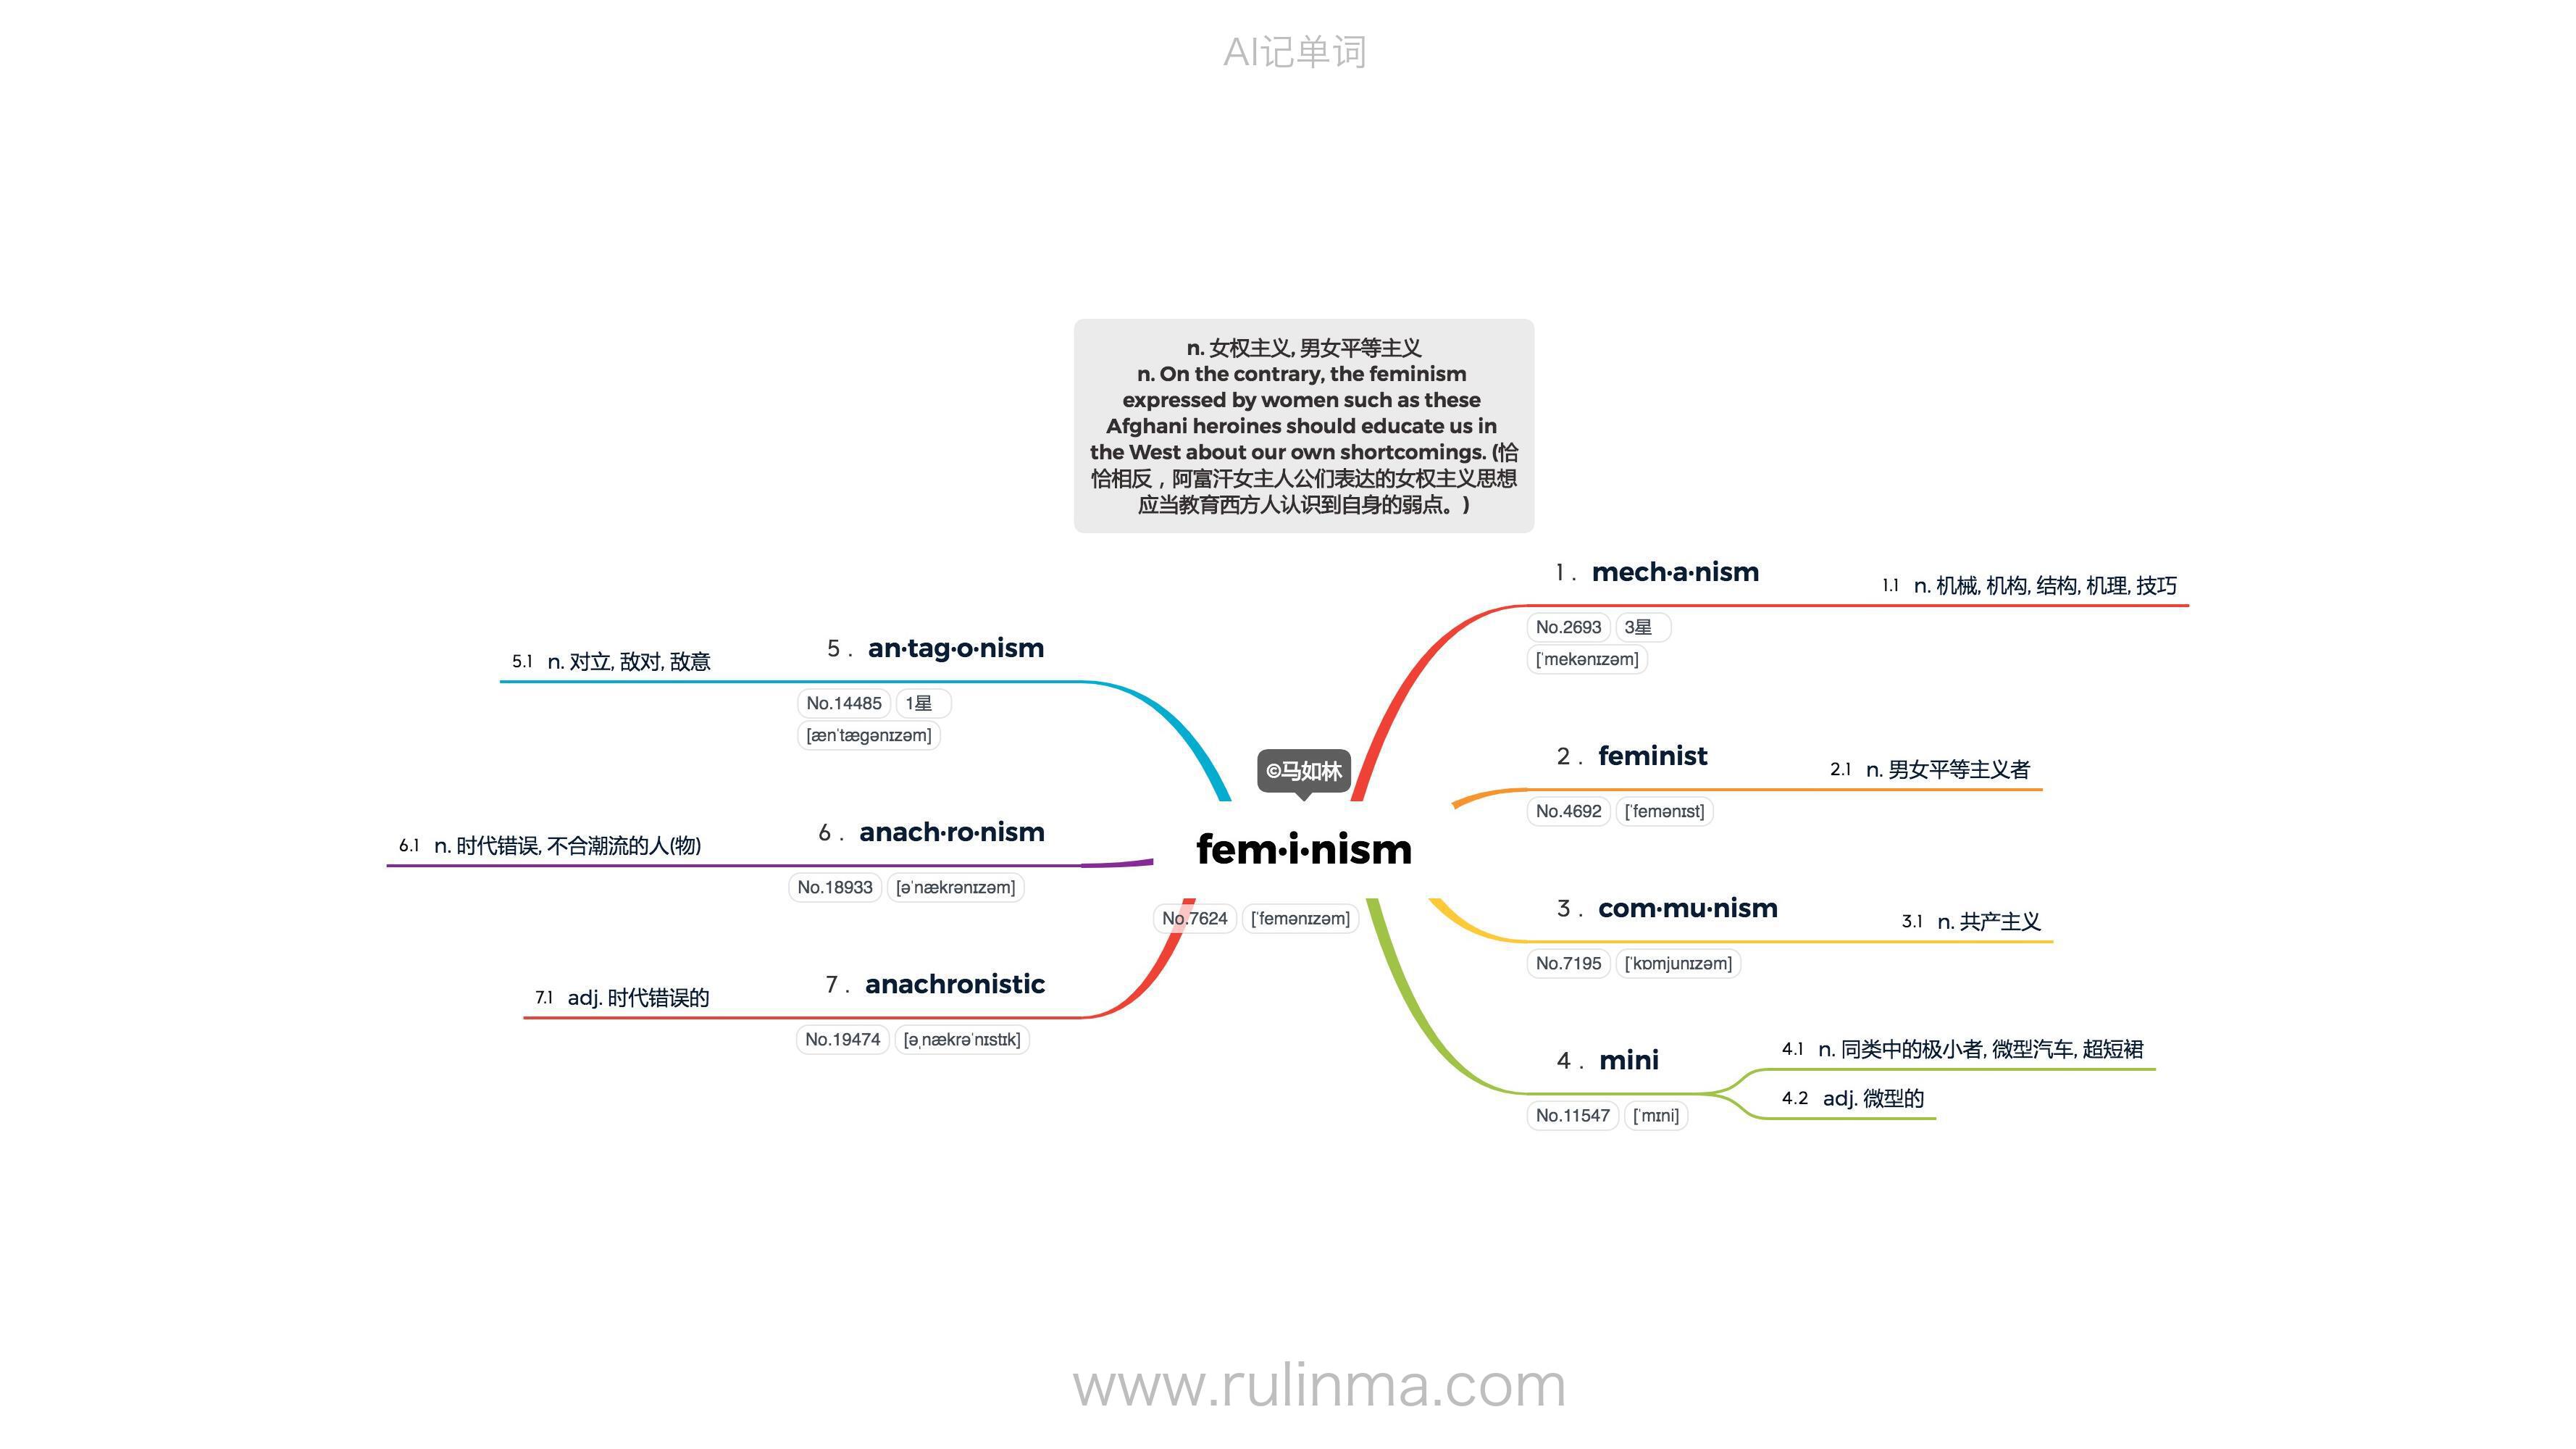 AI记单词
n. 女权主义, 男女平等主义
n. On the contrary, the feminism
expressed by women such as these
Afghani heroines should educate us in
the West about our own shortcomings. (恰
恰相反，阿富汗女主人公们表达的女权主义思想
应当教育西方人认识到自身的弱点。)
©马如林
fem·i·nism
No.7624 [ˈfemənɪzəm]
1 . mech·a·nism
No.2693 3星
[ˈmekənɪzəm]
1.1 n. 机械, 机构, 结构, 机理, 技巧
2 . feminist
No.4692 [ˈfemənɪst]
2.1 n. 男女平等主义者
3 . com·mu·nism
No.7195 [ˈkɒmjunɪzəm]
3.1 n. 共产主义
4 . mini
No.11547 [ˈmɪni]
4.1 n. 同类中的极小者, 微型汽车, 超短裙
4.2 adj. 微型的
5 . an·tag·o·nism
No.14485 1星
[ænˈtægənɪzəm]
5.1 n. 对立, 敌对, 敌意
6 . anach·ro·nism
No.18933 [əˈnækrənɪzəm]
6.1 n. 时代错误, 不合潮流的人(物)
7 . anachronistic
No.19474 [əˌnækrəˈnɪstɪk]
7.1 adj. 时代错误的
www.rulinma.com